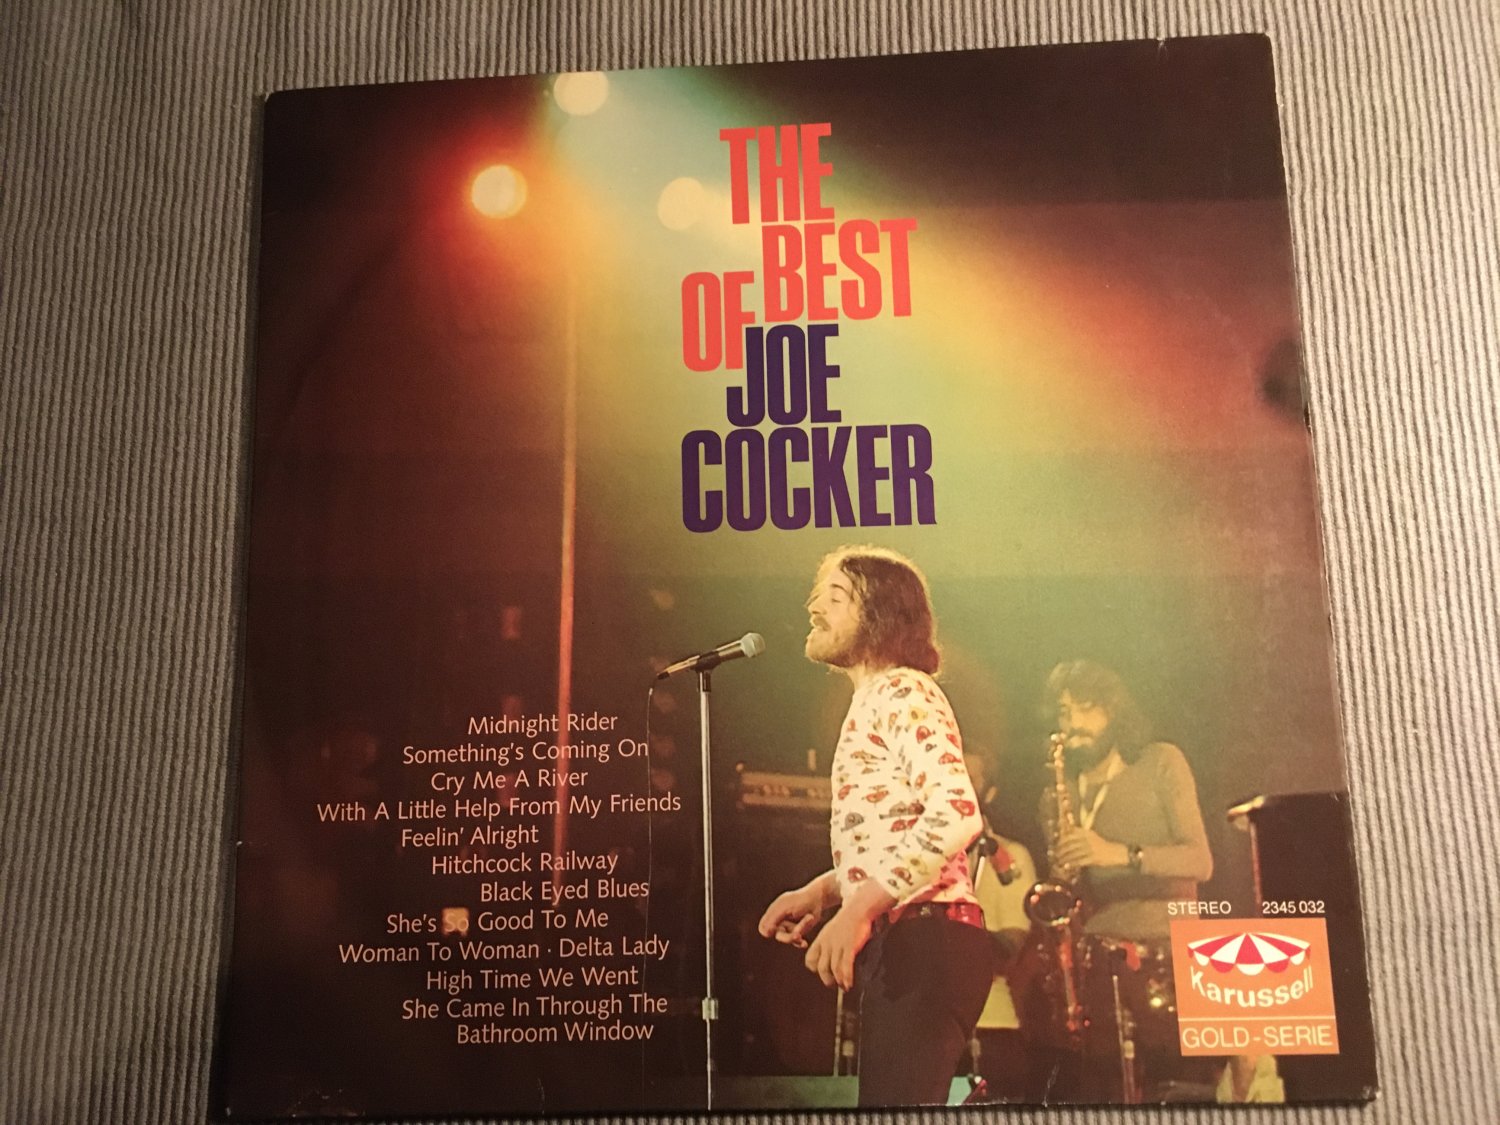 THE
BEST
OF
JOE
COCKER
Midnight Rider
Something's Coming On
Cry Me A River
With A Little Help From My Friends
Feelin' Alright
Hitchcock Railway
Black Eyed Blues
She's So Good To Me
Woman To Woman · Delta Lady
High Time We Went
She Came In Through The
Bathroom Window
STEREO 2345 032
Karussell
GOLD-SERIE